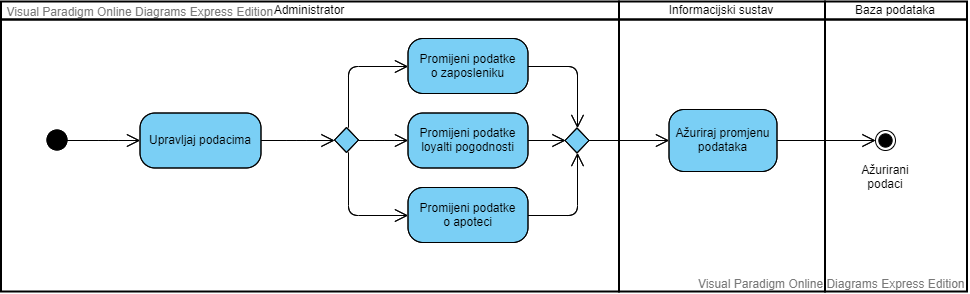 Visual Paradigm Online Diagrams Express Edition
Administrator
Informacijski sustav
Baza podataka
Promijeni podatke
o zaposleniku
Upravljaj podacima
Promijeni podatke
loyalti pogodnosti
Ažuriraj promjenu
podataka
Ažurirani
podaci
Promijeni podatke
o apoteci
Visual Paradigm Online Diagrams Express Edition